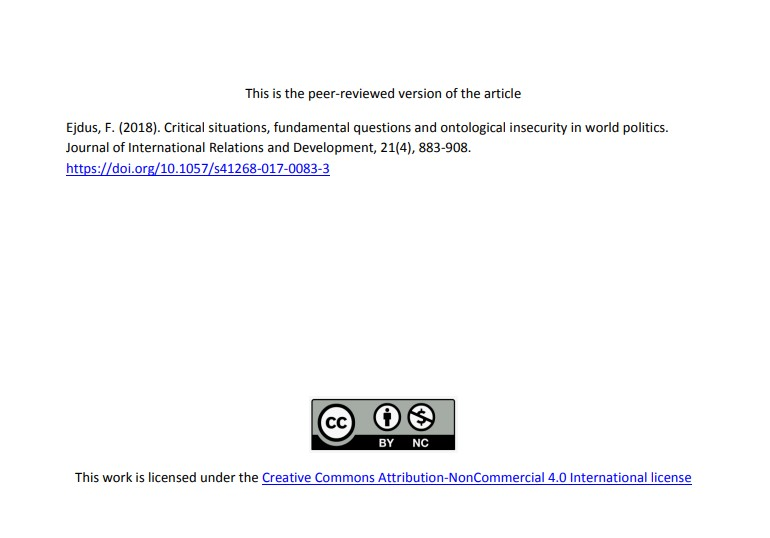 This is the peer-reviewed version of the article
Ejdus, F. (2018). Critical situations, fundamental questions and ontological insecurity in world politics.
Journal of International Relations and Development, 21(4), 883-908.
https://doi.org/10.1057/s41268-017-0083-3
cc
BY NC
This work is licensed under the Creative Commons Attribution-NonCommercial 4.0 International license